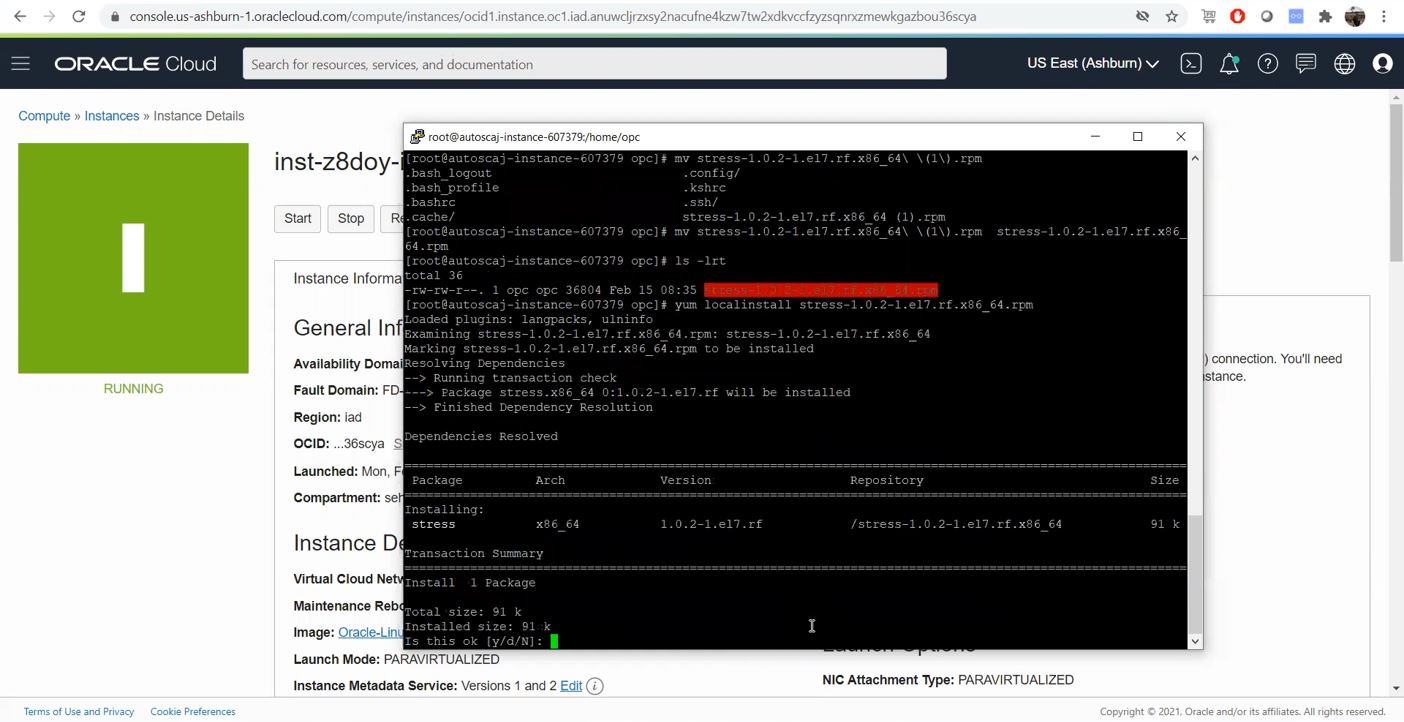 console.us-ashburn-1.oraclecloud.com/compute/instances/ocid1.instance.oc1.iad.anuwcljrzxsy2nacufne4kzw7tw2xdkvccfzyzsqnrxzmewkgazbou36scya
ORACLE Cloud
Search for resources, services, and documentation
US East (Ashburn)
Compute » Instances » Instance Details
inst-z8doy-i
Start
Stop
Re
RUNNING
Instance Informa
General Inf
Availability Domai
Fault Domain: FD-
Region: iad
OCID: ...36scya S
Launched: Mon, F
Compartment: seh
Instance De
Virtual Cloud Netw
Maintenance Rebo
Image: Oracle-Linu
Launch Mode: PARAVIRTUALIZED
Instance Metadata Service: Versions 1 and 2 Edit
root@autoscaj-instance-607379:/home/opc
[root@autoscaj-instance-607379 opc]# mv stress-1.0.2-1.el7.rf.x86_64\ \(1\).rpm
.bash_logout .config/
.bash_profile .kshrc
.bashrc .ssh/
.cache/ stress-1.0.2-1.el7.rf.x86_64 (1).rpm
[root@autoscaj-instance-607379 opc]# mv stress-1.0.2-1.el7.rf.x86_64\ \(1\).rpm stress-1.0.2-1.el7.rf.x86_
64.rpm
[root@autoscaj-instance-607379 opc]# ls -lrt
total 36
-rw-rw-r--. 1 opc opc 36804 Feb 15 08:35 stress-1.0.2-1.el7.rf.x86_64.rpm
[root@autoscaj-instance-607379 opc]# yum localinstall stress-1.0.2-1.el7.rf.x86_64.rpm
Loaded plugins: langpacks, ulninfo
Examining stress-1.0.2-1.el7.rf.x86_64.rpm: stress-1.0.2-1.el7.rf.x86_64
Marking stress-1.0.2-1.el7.rf.x86_64.rpm to be installed
Resolving Dependencies
--> Running transaction check
---> Package stress.x86_64 0:1.0.2-1.el7.rf will be installed
--> Finished Dependency Resolution
Dependencies Resolved
Package Arch Version Repository Size
Installing:
stress x86_64 1.0.2-1.el7.rf /stress-1.0.2-1.el7.rf.x86_64 91 k
Transaction Summary
Install 1 Package
Total size: 91 k
Installed size: 91 k
Is this ok [y/d/N]:
) connection. You'll need
stance.
Launch Options
NIC Attachment Type: PARAVIRTUALIZED
Terms of Use and Privacy
Cookie Preferences
Copyright © 2021, Oracle and/or its affiliates. All rights reserved.